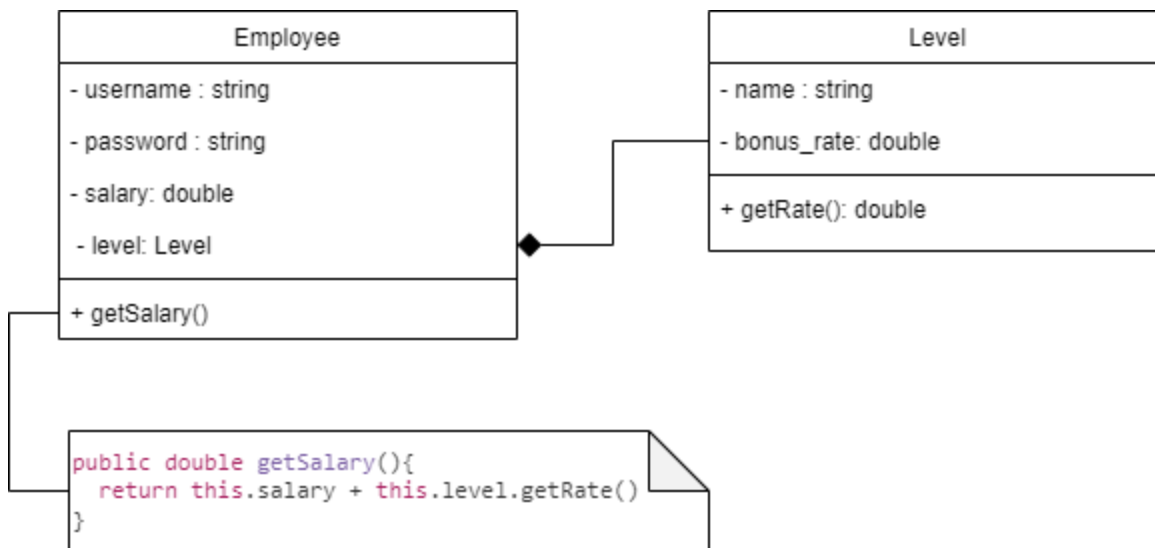 Employee
- username : string
- password : string
- salary: double
- level: Level
+ getSalary()
Level
- name : string
- bonus_rate: double
+ getRate(): double
public double getSalary(){
return this.salary + this.level.getRate()
}